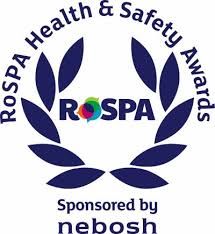 RoSPA Health & Safety Awards
RoSPA
Sponsored by
nebosh